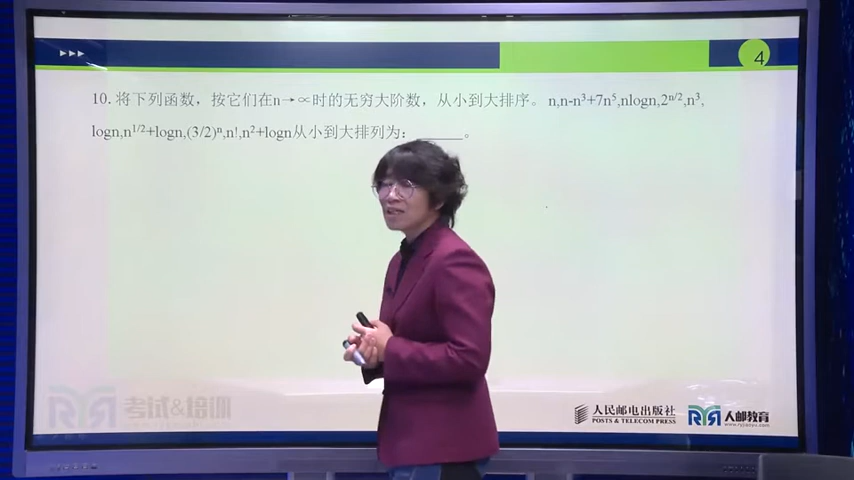 4
10. 将下列函数，按它们在n→∝时的无穷大阶数，从小到大排序。 n,n-n³+7n⁵,nlogn,2ⁿ/²,n³,
logn,n¹/²+logn,(3/2)ⁿ,n!,n²+logn从小到大排列为：______。
考试&培训
人民邮电出版社
POSTS & TELECOM PRESS
人邮教育
www.ryjiaoyu.com